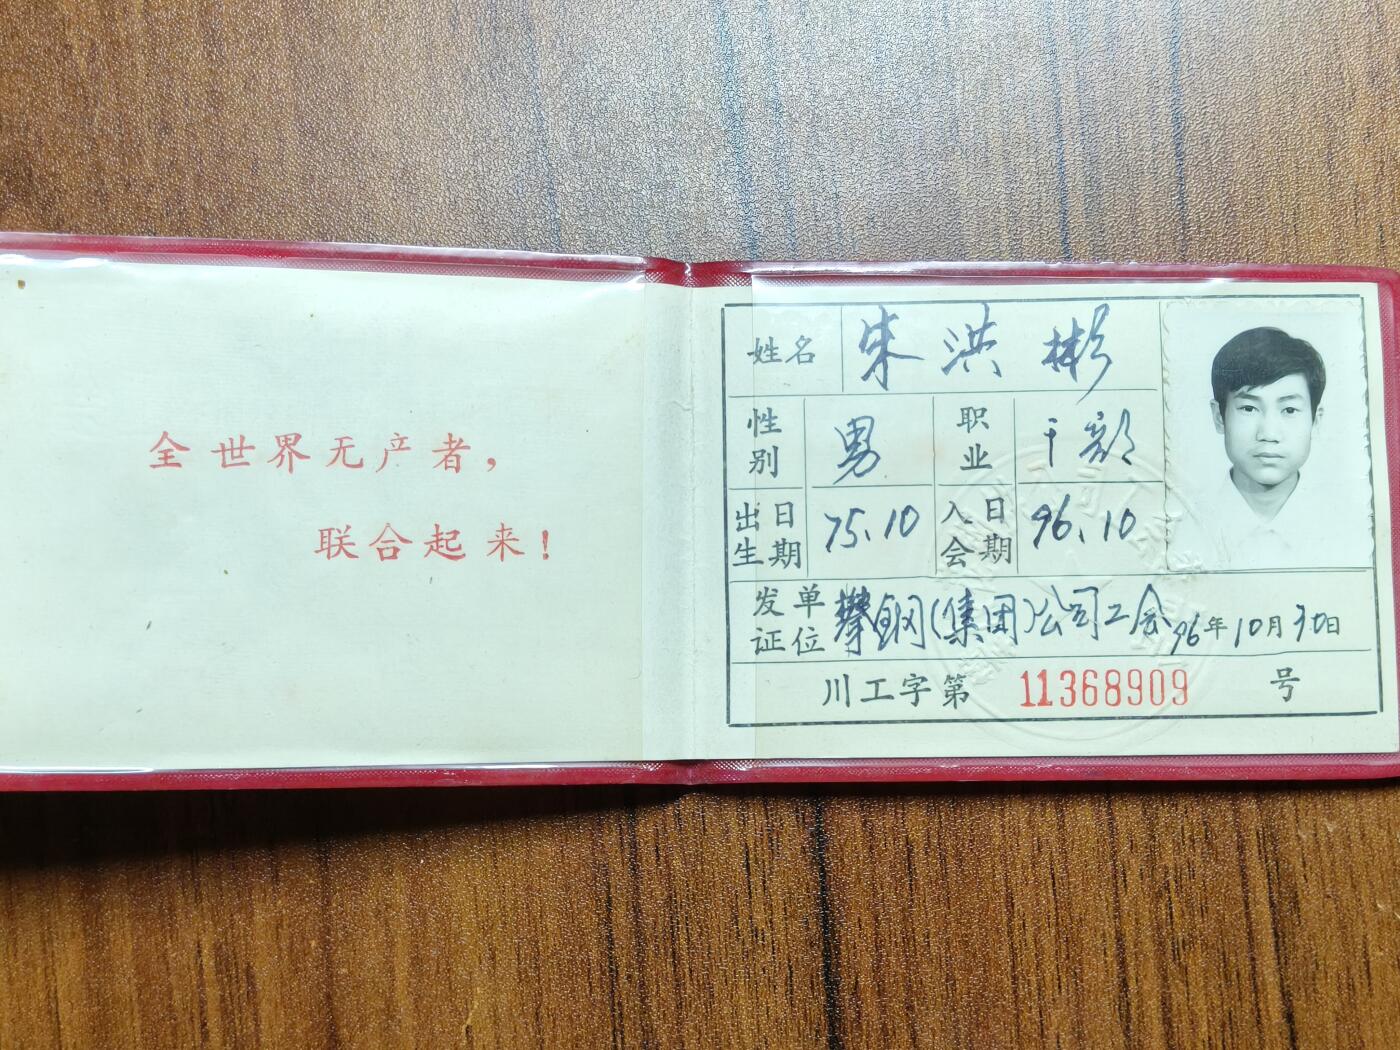 全世界无产者，
联合起来！
姓名 朱洪彬
性别 男 职业 干部
出生日期 75.10 入会日期 96.10
发证单位 攀钢(集团)公司工会 96年10月30日
川工字第 11368909 号